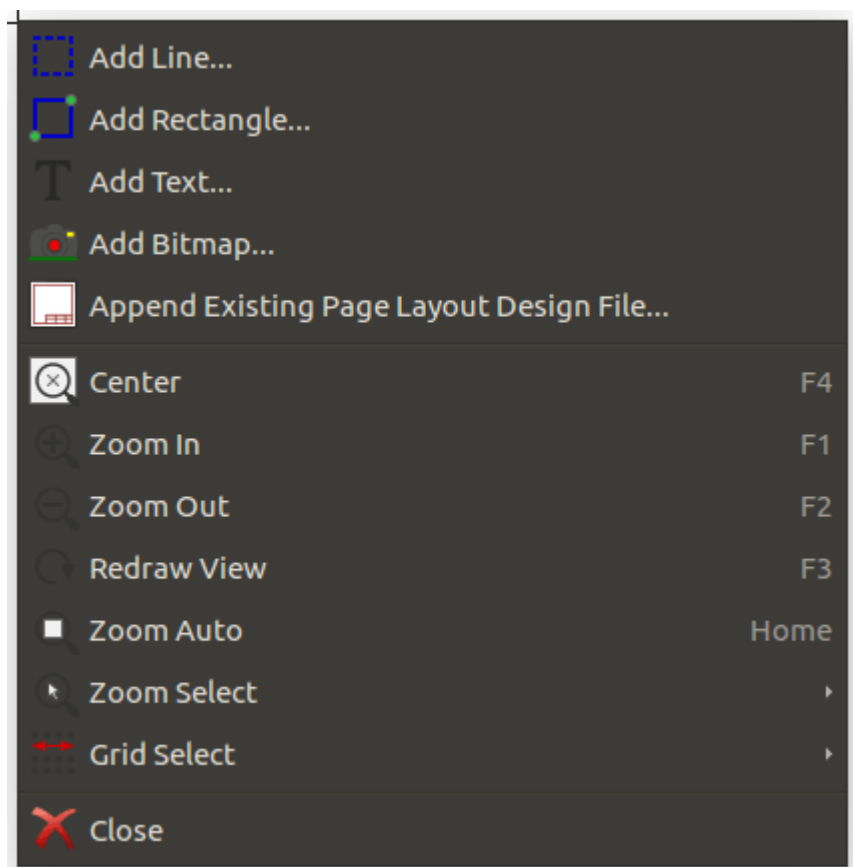 Add Line...
Add Rectangle...
Add Text...
Add Bitmap...
Append Existing Page Layout Design File...
Center F4
Zoom In F1
Zoom Out F2
Redraw View F3
Zoom Auto Home
Zoom Select
Grid Select
Close